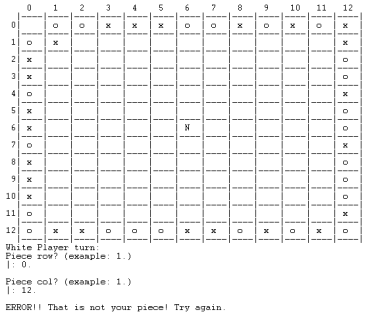 0 1 2 3 4 5 6 7 8 9 10 11 12
0 o o x x x o o x o x o x
1 o x x
2 x o
3 x o
4 o x
5 x o
6 x N o
7 o x
8 x o
9 x o
10 x o
11 o x
12 o x x o o o x x o x o x o
White Player turn:
Piece row? (example: 1.)
|: 0.
Piece col? (example: 1.)
|: 12.
ERROR!! That is not your piece! Try again.